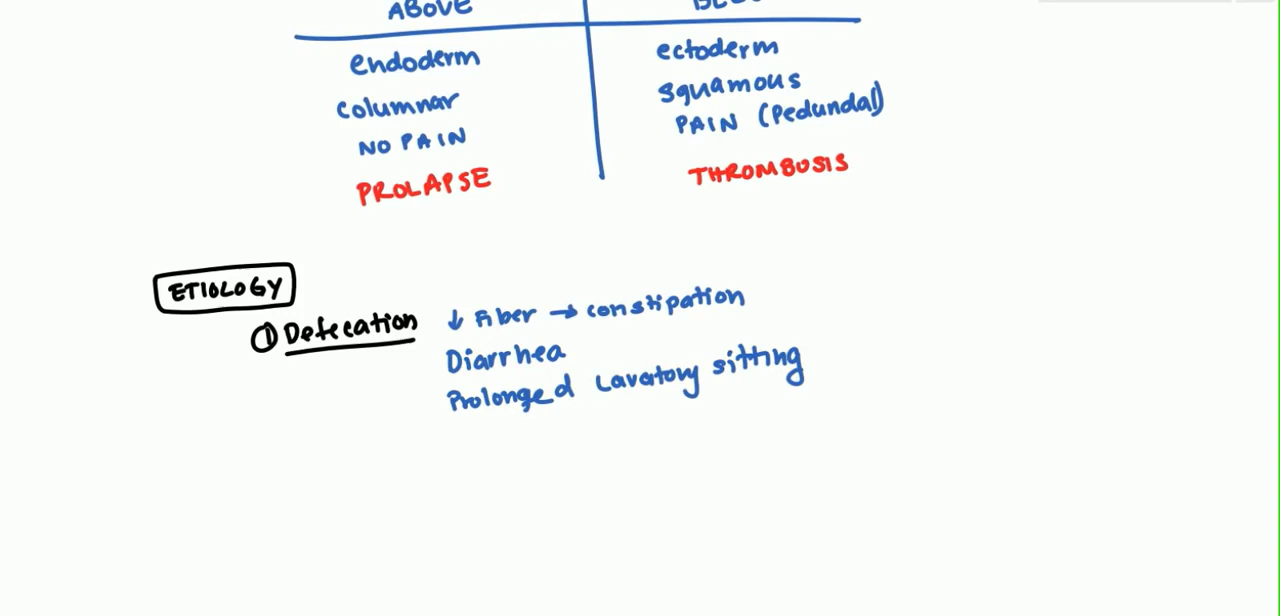 ABOVE
endoderm ectoderm
columnar squamous
NO PAIN PAIN (Pedundal)
PROLAPSE THROMBOSIS
ETIOLOGY
① Defecation ↓ Fiber → constipation
Diarrhea
Prolonged Lavatory sitting